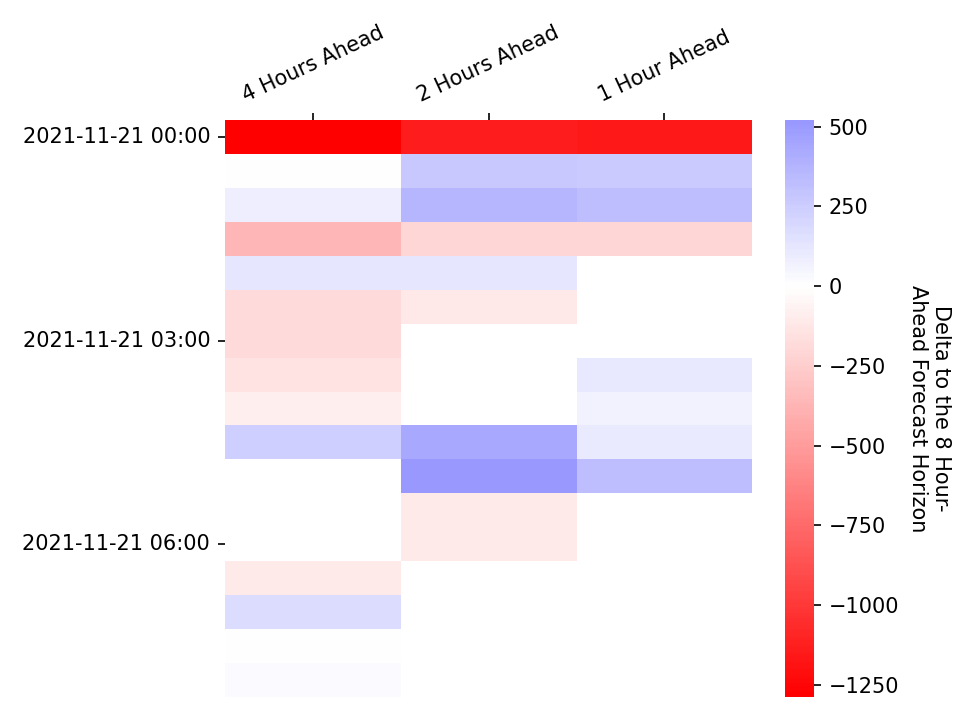 4 Hours Ahead
2 Hours Ahead
1 Hour Ahead
2021-11-21 00:00
2021-11-21 03:00
2021-11-21 06:00
500
250
0
−250
−500
−750
−1000
−1250
Delta to the 8 Hour-
Ahead Forecast Horizon